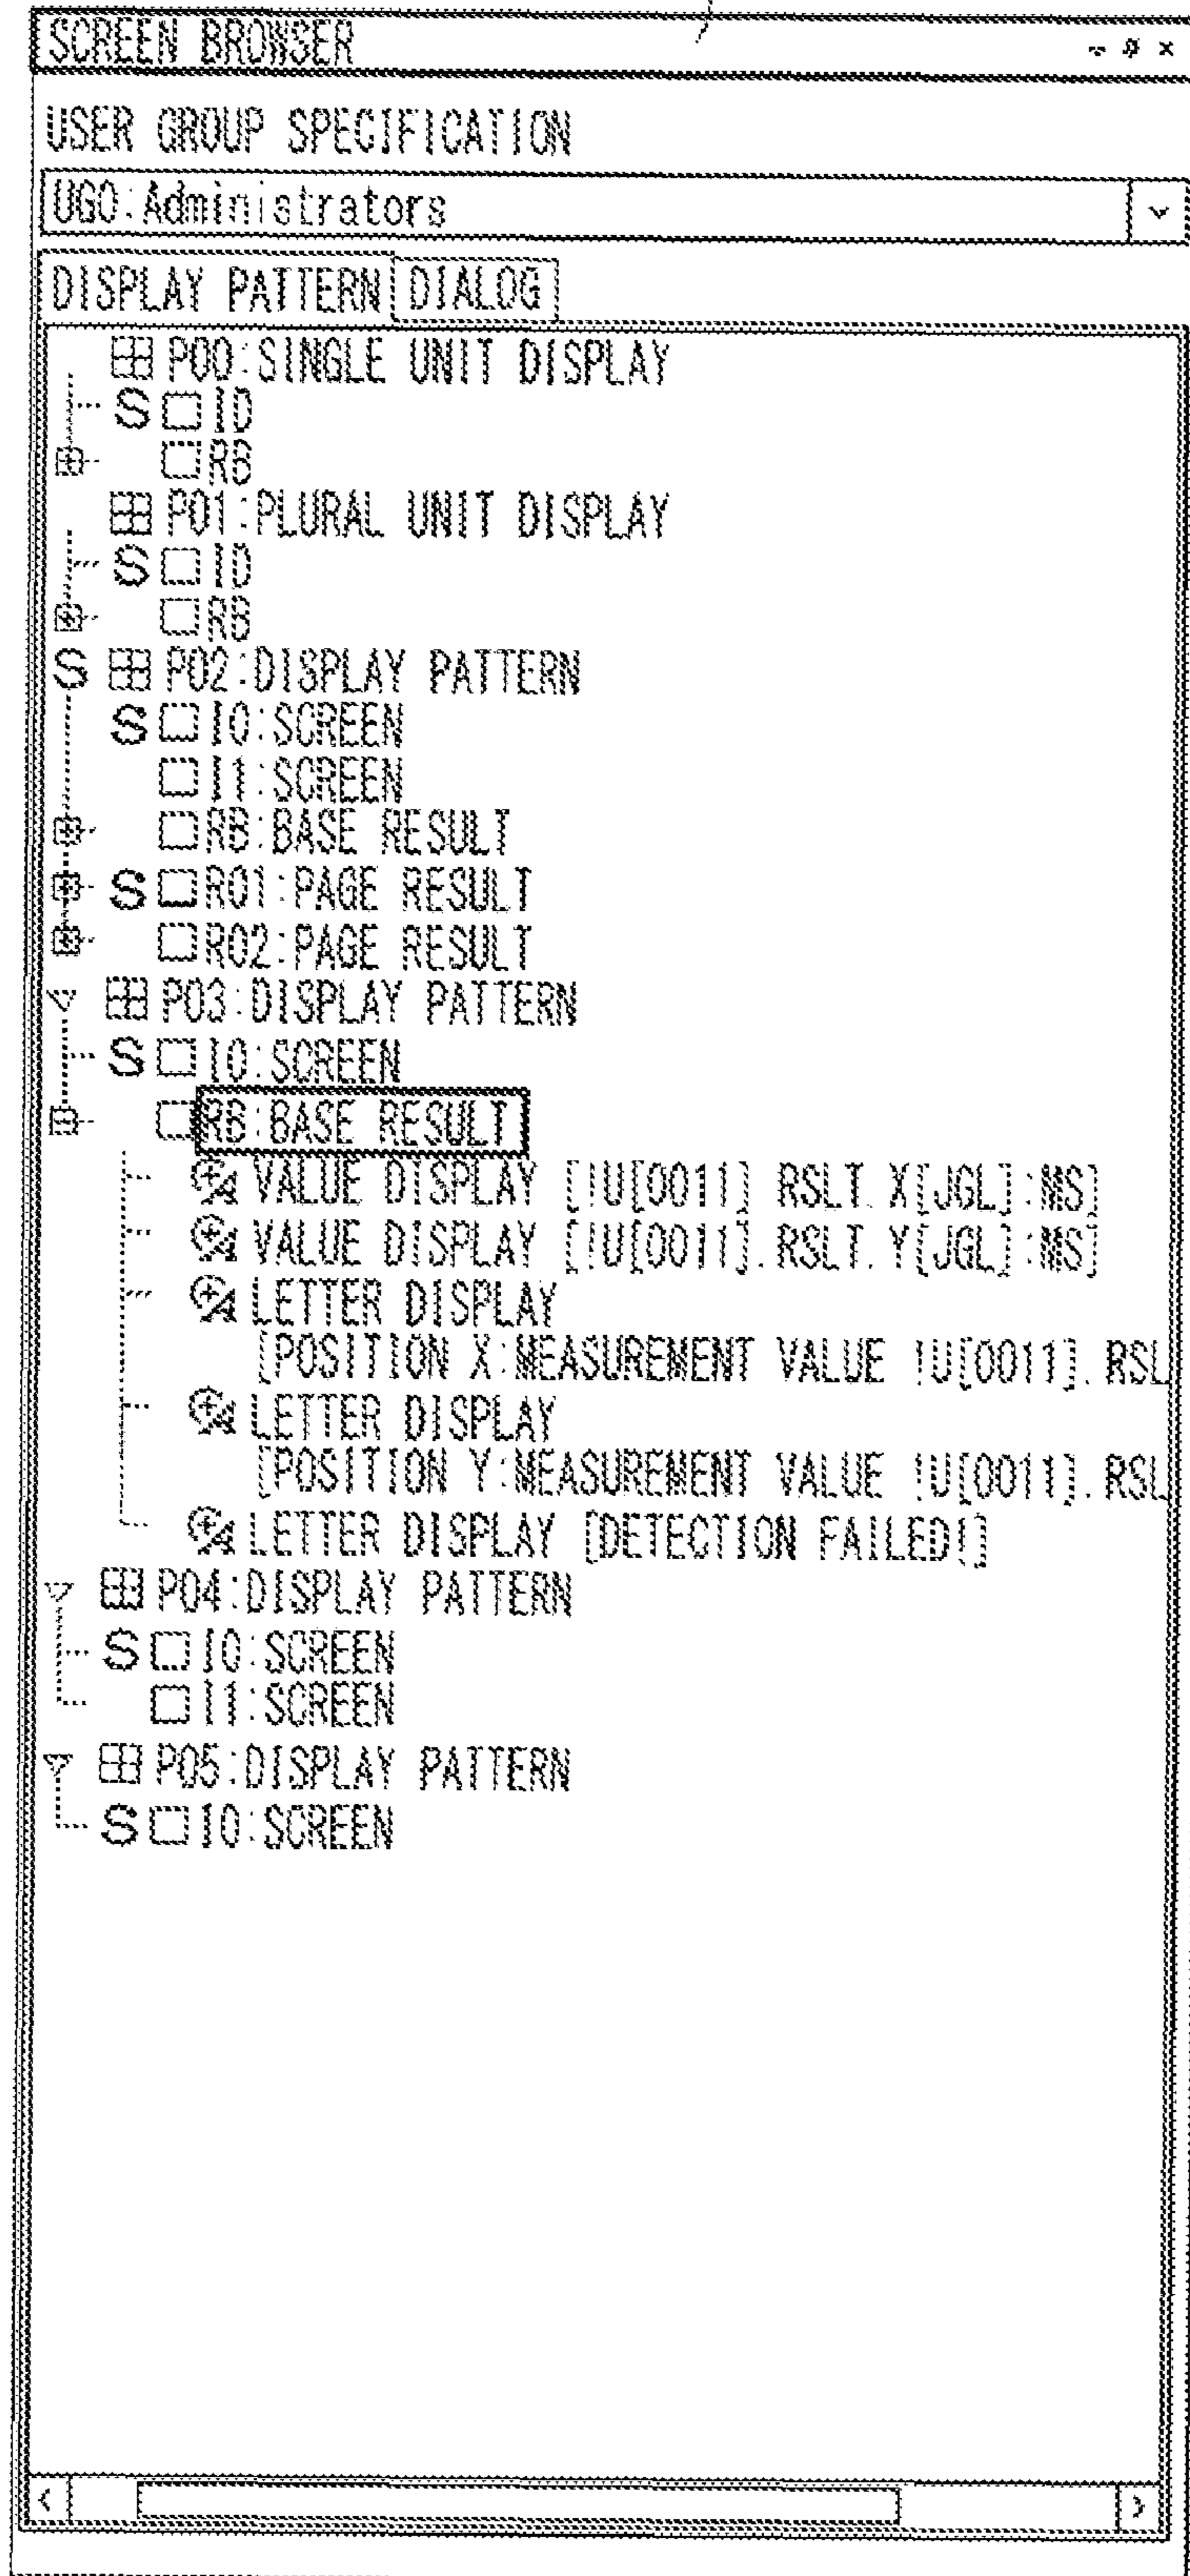 SCREEN BROWSER
USER GROUP SPECIFICATION
UG0:Administrators
DISPLAY PATTERN DIALOG
P00:SINGLE UNIT DISPLAY
S I0
RB
P01:PLURAL UNIT DISPLAY
S I0
RB
S P02:DISPLAY PATTERN
S I0:SCREEN
I1:SCREEN
RB:BASE RESULT
S R01:PAGE RESULT
R02:PAGE RESULT
P03:DISPLAY PATTERN
S I0:SCREEN
RB:BASE RESULT
VALUE DISPLAY [!U[0011].RSLT.X[JGL]:MS]
VALUE DISPLAY [!U[0011].RSLT.Y[JGL]:MS]
LETTER DISPLAY
[POSITION X:MEASUREMENT VALUE !U[0011].RSL
LETTER DISPLAY
[POSITION Y:MEASUREMENT VALUE !U[0011].RSL
LETTER DISPLAY [DETECTION FAILED!]
P04:DISPLAY PATTERN
S I0:SCREEN
I1:SCREEN
P05:DISPLAY PATTERN
S I0:SCREEN